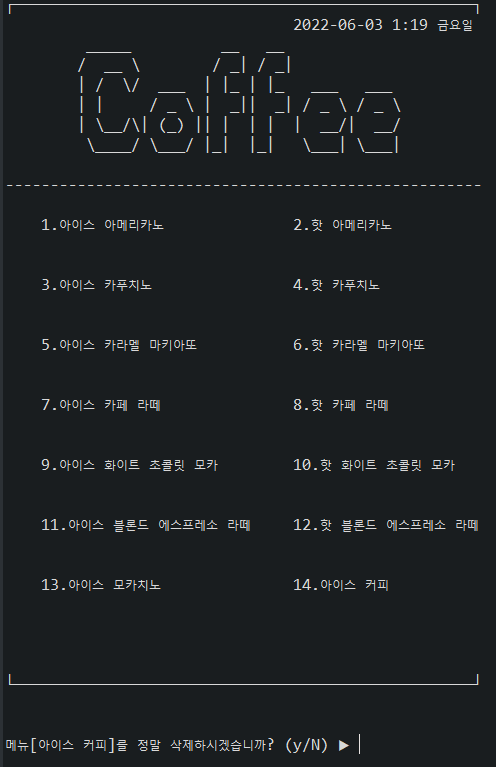 2022-06-03 1:19 금요일
Coffee
1.아이스 아메리카노 2.핫 아메리카노
3.아이스 카푸치노 4.핫 카푸치노
5.아이스 카라멜 마키아또 6.핫 카라멜 마키아또
7.아이스 카페 라떼 8.핫 카페 라떼
9.아이스 화이트 초콜릿 모카 10.핫 화이트 초콜릿 모카
11.아이스 블론드 에스프레소 라떼 12.핫 블론드 에스프레소 라떼
13.아이스 모카치노 14.아이스 커피
메뉴[아이스 커피]를 정말 삭제하시겠습니까? (y/N) ▶